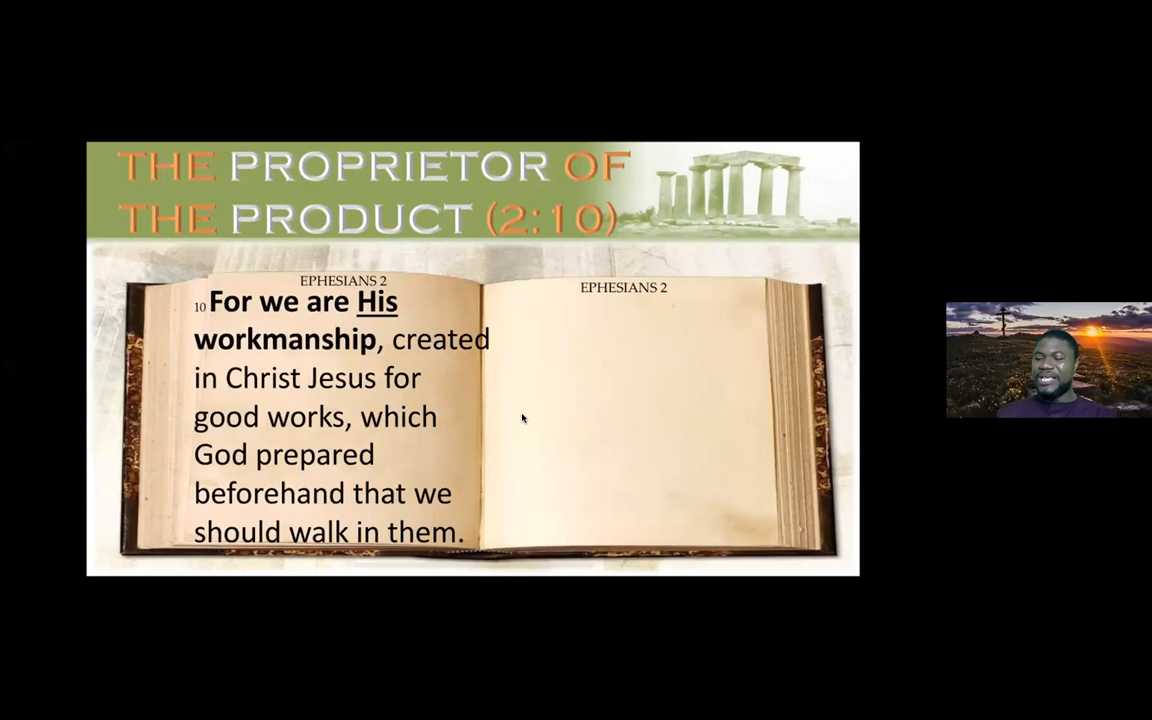 THE PROPRIETOR OF
THE PRODUCT (2:10)
EPHESIANS 2
10 For we are His
workmanship, created
in Christ Jesus for
good works, which
God prepared
beforehand that we
should walk in them.
EPHESIANS 2